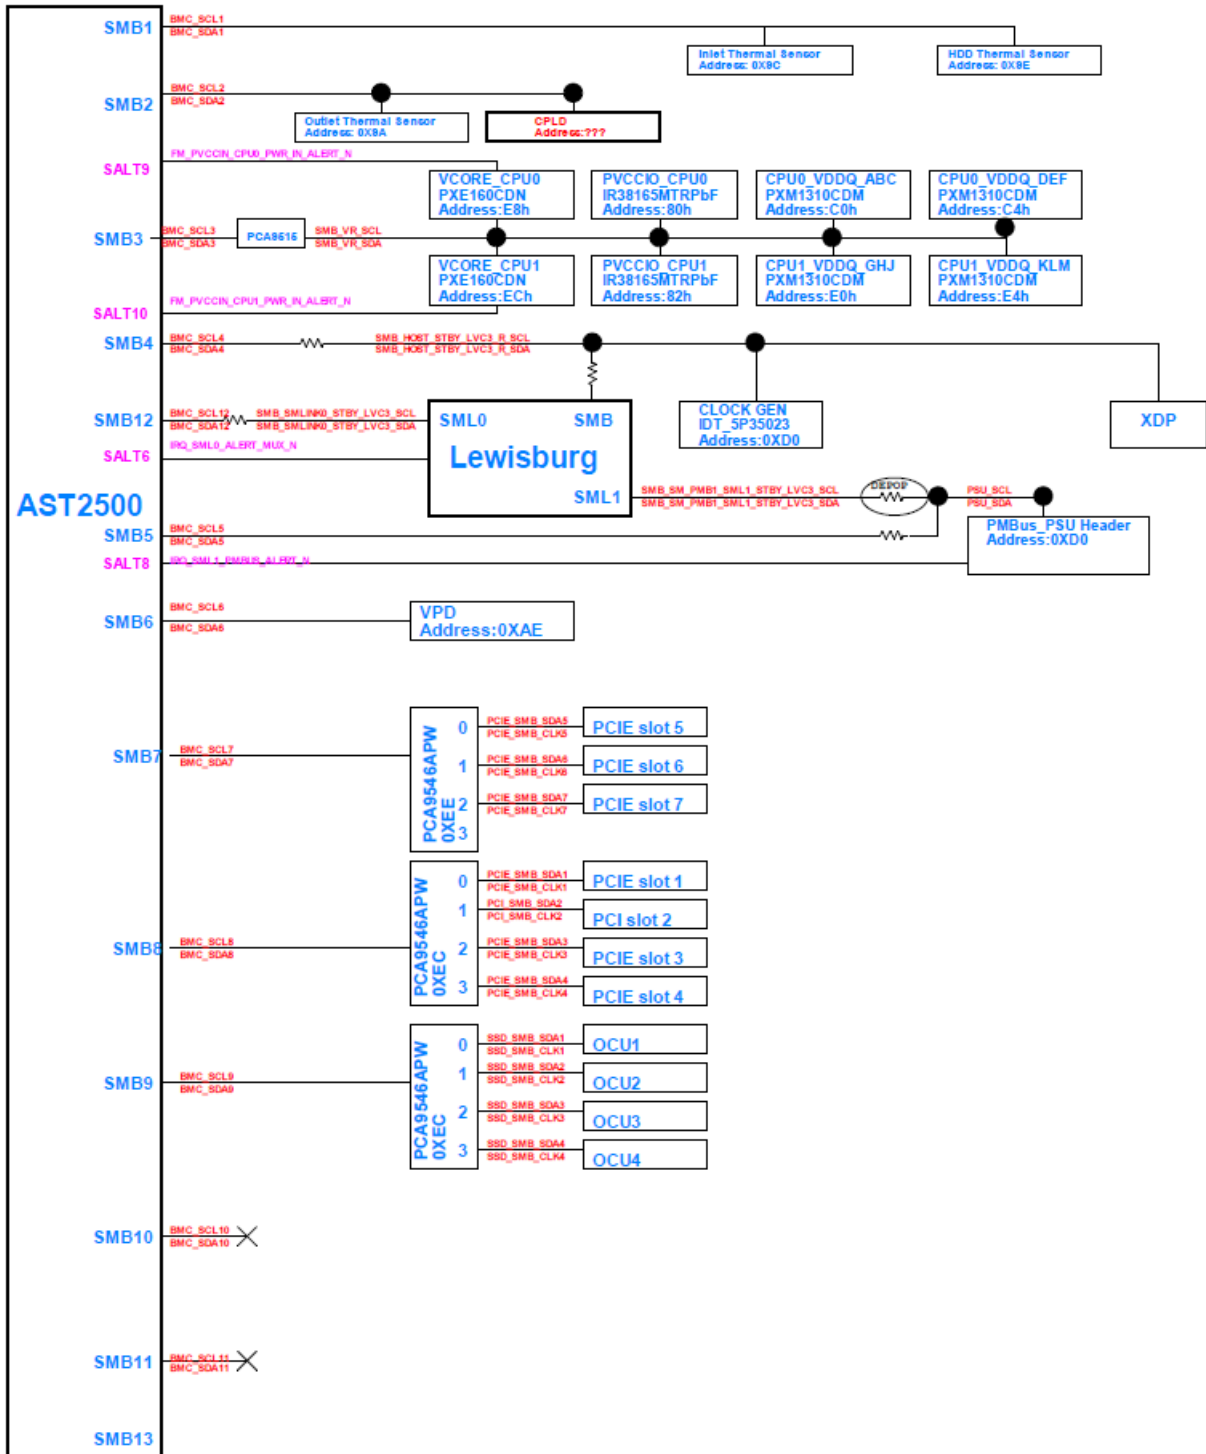 SMB1
BMC_SCL1
BMC_SDA1
Inlet Thermal Sensor
Address: 0X9C
HDD Thermal Sensor
Address: 0X9E
SMB2
BMC_SCL2
BMC_SDA2
Outlet Thermal Sensor
Address: 0X9A
CPLD
Address:???
SALT9
FM_PVCCIN_CPU0_PWR_IN_ALERT_N
VCORE_CPU0
PXE160CDN
Address:E8h
PVCCIO_CPU0
IR38165MTRPbF
Address:80h
CPU0_VDDQ_ABC
PXM1310CDM
Address:C0h
CPU0_VDDQ_DEF
PXM1310CDM
Address:C4h
SMB3
BMC_SCL3
BMC_SDA3
PCA9515
SMB_VR_SCL
SMB_VR_SDA
VCORE_CPU1
PXE160CDN
Address:ECh
PVCCIO_CPU1
IR38165MTRPbF
Address:82h
CPU1_VDDQ_GHJ
PXM1310CDM
Address:E0h
CPU1_VDDQ_KLM
PXM1310CDM
Address:E4h
SALT10
FM_PVCCIN_CPU1_PWR_IN_ALERT_N
SMB4
BMC_SCL4
BMC_SDA4
SMB_HOST_STBY_LVC3_R_SCL
SMB_HOST_STBY_LVC3_R_SDA
CLOCK GEN
IDT_5P35023
Address:0XD0
XDP
SMB12
BMC_SCL12
BMC_SDA12
SMB_SMLINK0_STBY_LVC3_SCL
SMB_SMLINK0_STBY_LVC3_SDA
SML0
SMB
Lewisburg
SML1
SALT6
IRQ_SML0_ALERT_MUX_N
SMB_SM_PMB1_SML1_STBY_LVC3_SCL
SMB_SM_PMB1_SML1_STBY_LVC3_SDA
DEPOP
PSU_SCL
PSU_SDA
AST2500
PMBus_PSU Header
Address:0XD0
SMB5
BMC_SCL5
BMC_SDA5
SALT8
IRQ_SML1_PMBUS_ALERT_N
SMB6
BMC_SCL6
BMC_SDA6
VPD
Address:0XAE
SMB7
BMC_SCL7
BMC_SDA7
PCA9546APW
0XEE
0
PCIE_SMB_SDA5
PCIE_SMB_CLK5
PCIE slot 5
1
PCIE_SMB_SDA6
PCIE_SMB_CLK6
PCIE slot 6
2
PCIE_SMB_SDA7
PCIE_SMB_CLK7
PCIE slot 7
3
SMB8
BMC_SCL8
BMC_SDA8
PCA9546APW
0XEC
0
PCIE_SMB_SDA1
PCIE_SMB_CLK1
PCIE slot 1
1
PCI_SMB_SDA2
PCI_SMB_CLK2
PCI slot 2
2
PCIE_SMB_SDA3
PCIE_SMB_CLK3
PCIE slot 3
3
PCIE_SMB_SDA4
PCIE_SMB_CLK4
PCIE slot 4
SMB9
BMC_SCL9
BMC_SDA9
PCA9546APW
0XEC
0
SSD_SMB_SDA1
SSD_SMB_CLK1
OCU1
1
SSD_SMB_SDA2
SSD_SMB_CLK2
OCU2
2
SSD_SMB_SDA3
SSD_SMB_CLK3
OCU3
3
SSD_SMB_SDA4
SSD_SMB_CLK4
OCU4
SMB10
BMC_SCL10
BMC_SDA10
SMB11
BMC_SCL11
BMC_SDA11
SMB13